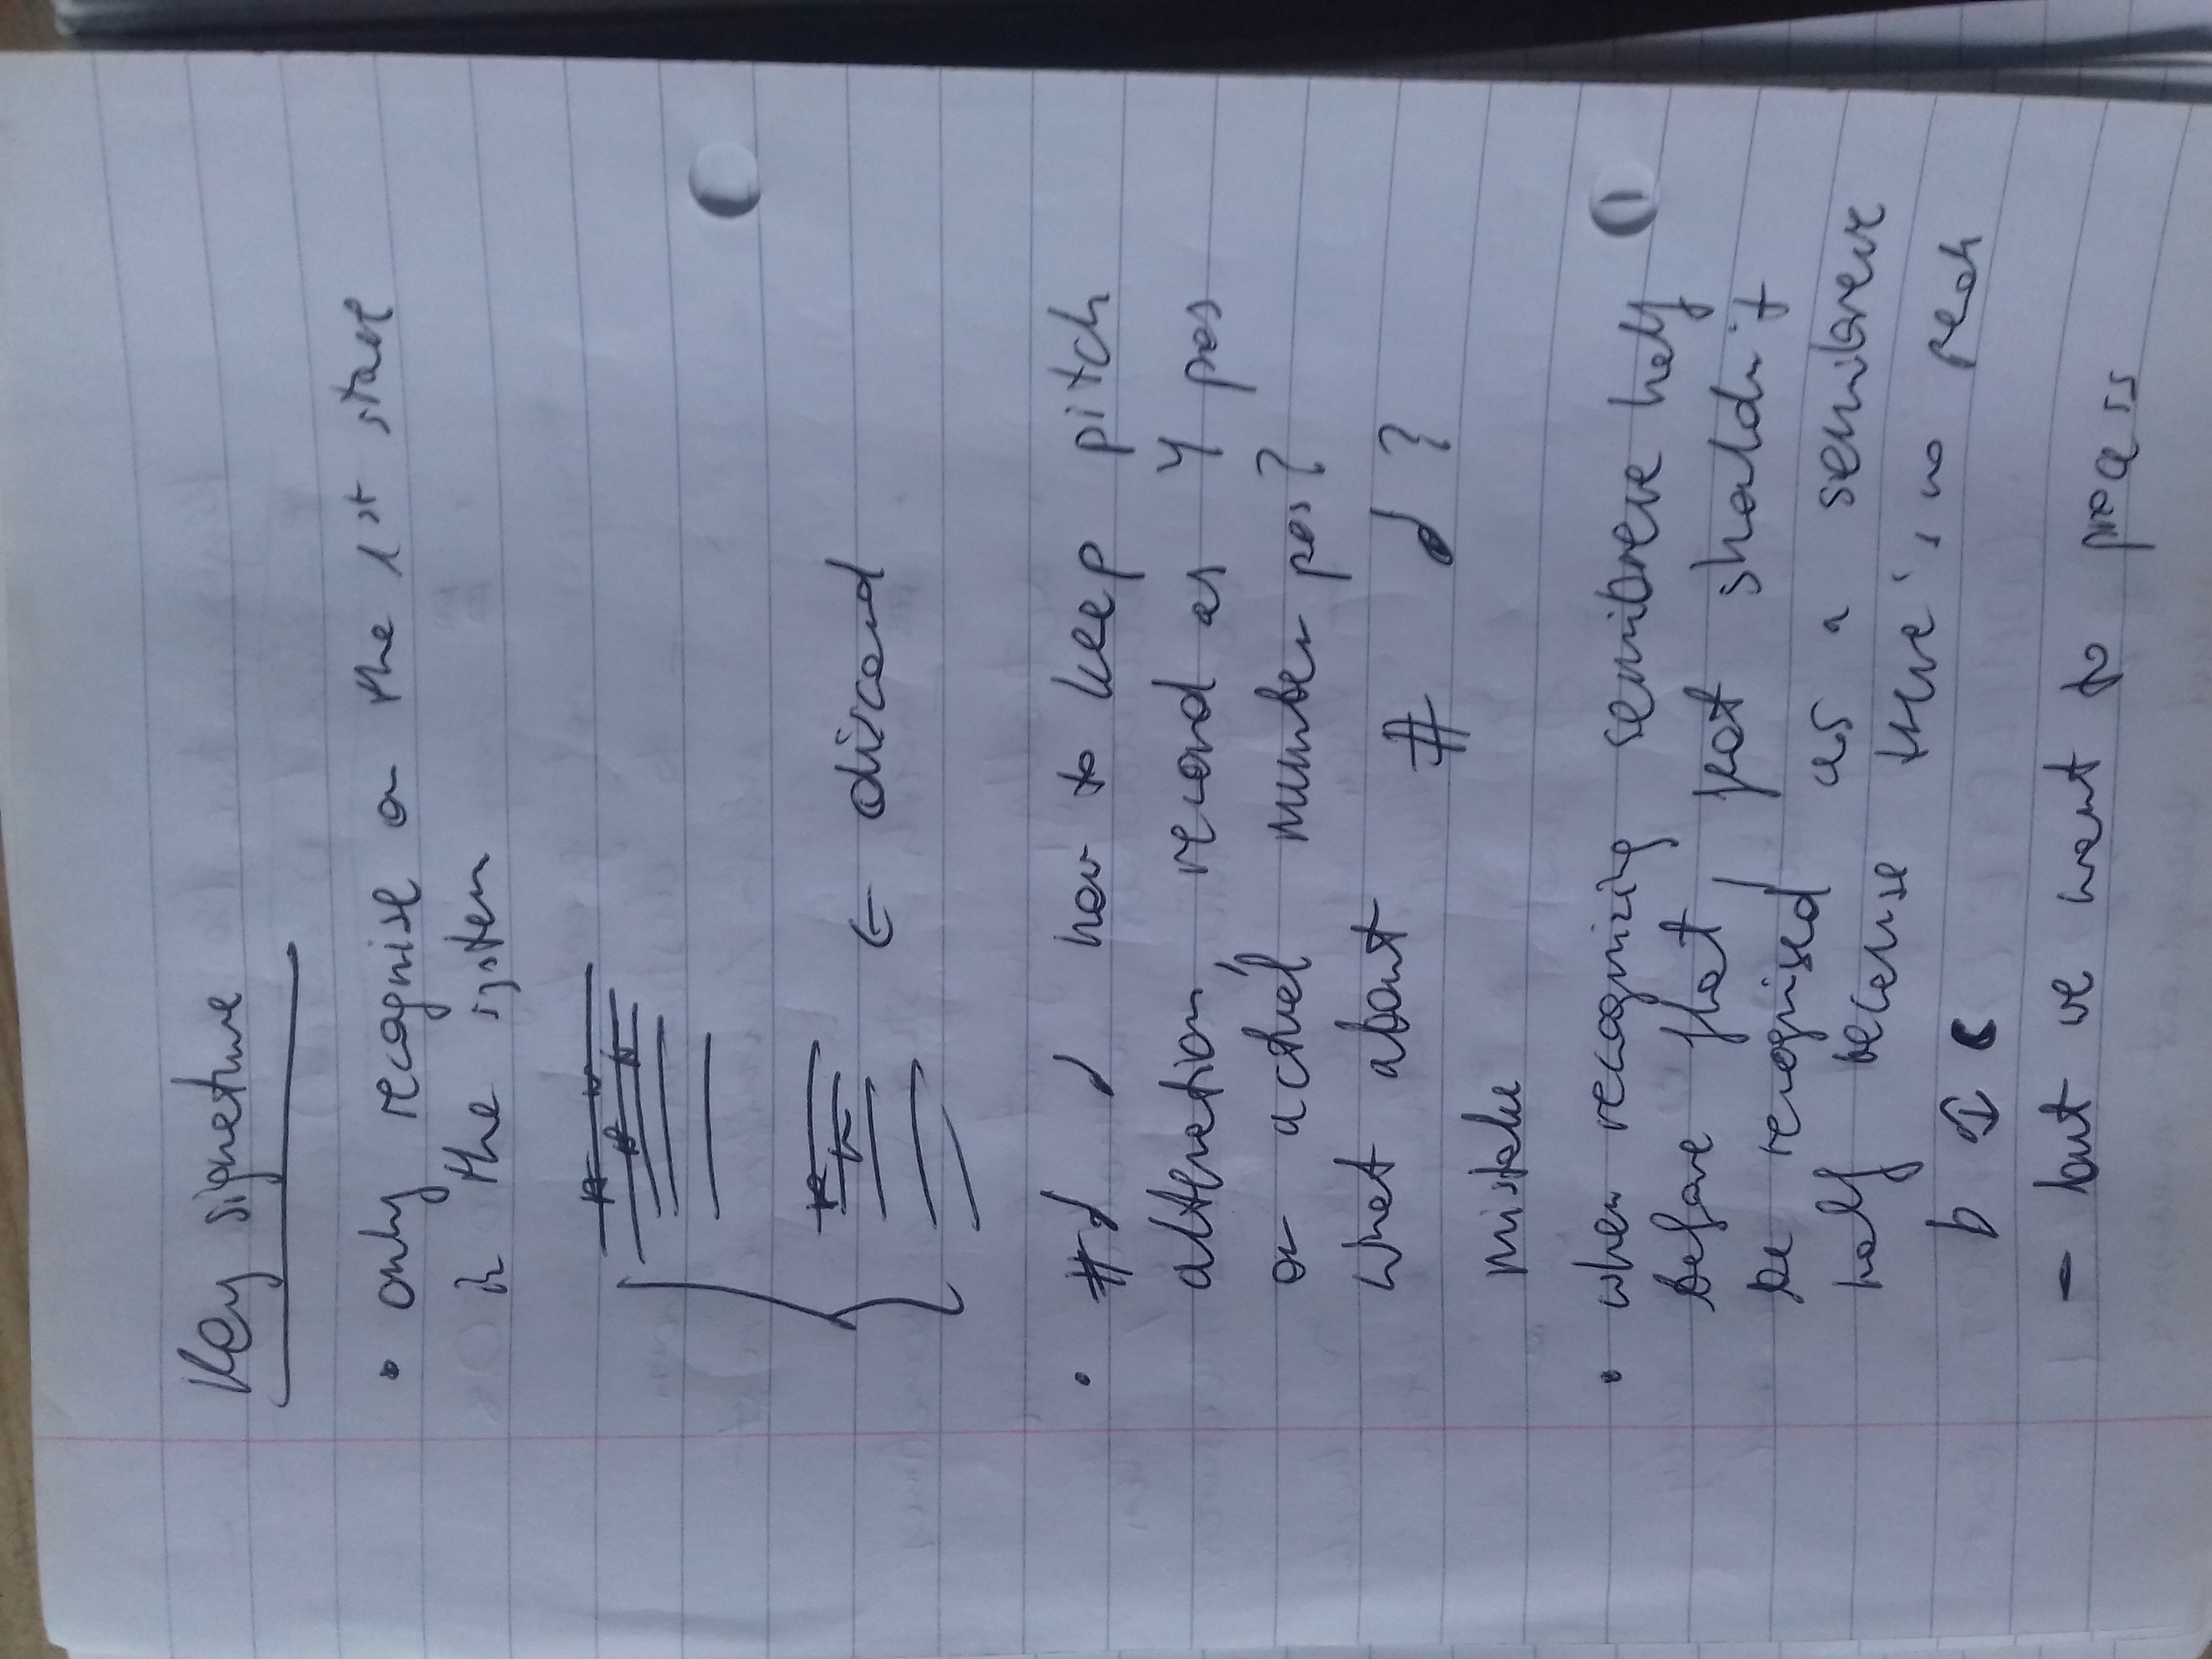 Key signature
• only recognise on the 1st stave
in the system
← discard
• #♩ ♩ how to keep pitch
alteration, record as Y pos
or actual number pos?
what about # ♩ ?
mistake
• when recognizing semibreve half
before flat, flat shouldn't
be recognised as a semibreve
half because there's no peak
b
- but we want to process